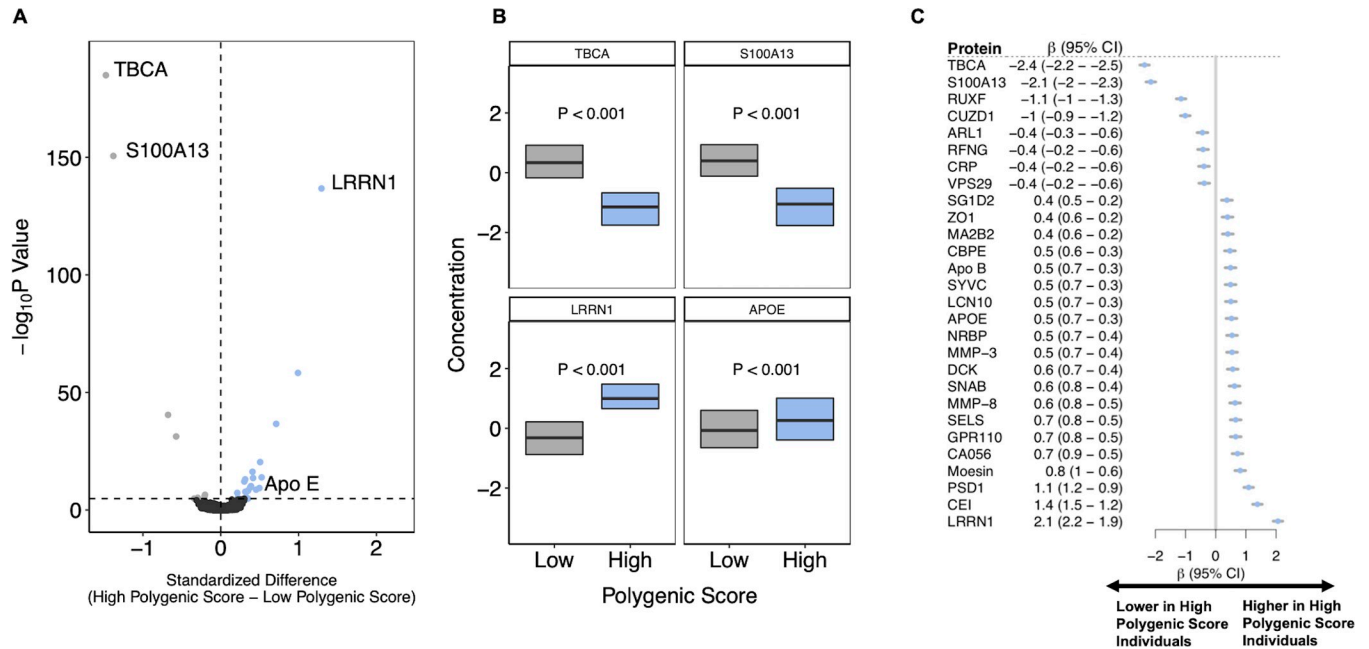 A
TBCA
S100A13
LRRN1
Apo E
150
100
50
0
−log10P Value
−1 0 1 2
Standardized Difference
(High Polygenic Score − Low Polygenic Score)
B
TBCA S100A13
P < 0.001 P < 0.001
2
0
−2
LRRN1 APOE
P < 0.001 P < 0.001
2
0
−2
Concentration
Low High Low High
Polygenic Score
C
Protein β (95% CI)
TBCA −2.4 (−2.2 − −2.5)
S100A13 −2.1 (−2 − −2.3)
RUXF −1.1 (−1 − −1.3)
CUZD1 −1 (−0.9 − −1.2)
ARL1 −0.4 (−0.3 − −0.6)
RFNG −0.4 (−0.2 − −0.6)
CRP −0.4 (−0.2 − −0.6)
VPS29 −0.4 (−0.2 − −0.6)
SG1D2 0.4 (0.5 − 0.2)
ZO1 0.4 (0.6 − 0.2)
MA2B2 0.4 (0.6 − 0.2)
CBPE 0.5 (0.6 − 0.3)
Apo B 0.5 (0.7 − 0.3)
SYVC 0.5 (0.7 − 0.3)
LCN10 0.5 (0.7 − 0.3)
APOE 0.5 (0.7 − 0.3)
NRBP 0.5 (0.7 − 0.4)
MMP−3 0.5 (0.7 − 0.4)
DCK 0.6 (0.7 − 0.4)
SNAB 0.6 (0.8 − 0.4)
MMP−8 0.6 (0.8 − 0.5)
SELS 0.7 (0.8 − 0.5)
GPR110 0.7 (0.8 − 0.5)
CA056 0.7 (0.9 − 0.5)
Moesin 0.8 (1 − 0.6)
PSD1 1.1 (1.2 − 0.9)
CEI 1.4 (1.5 − 1.2)
LRRN1 2.1 (2.2 − 1.9)
−2 −1 0 1 2
β (95% CI)
Lower in High Higher in High
Polygenic Score Polygenic Score
Individuals Individuals